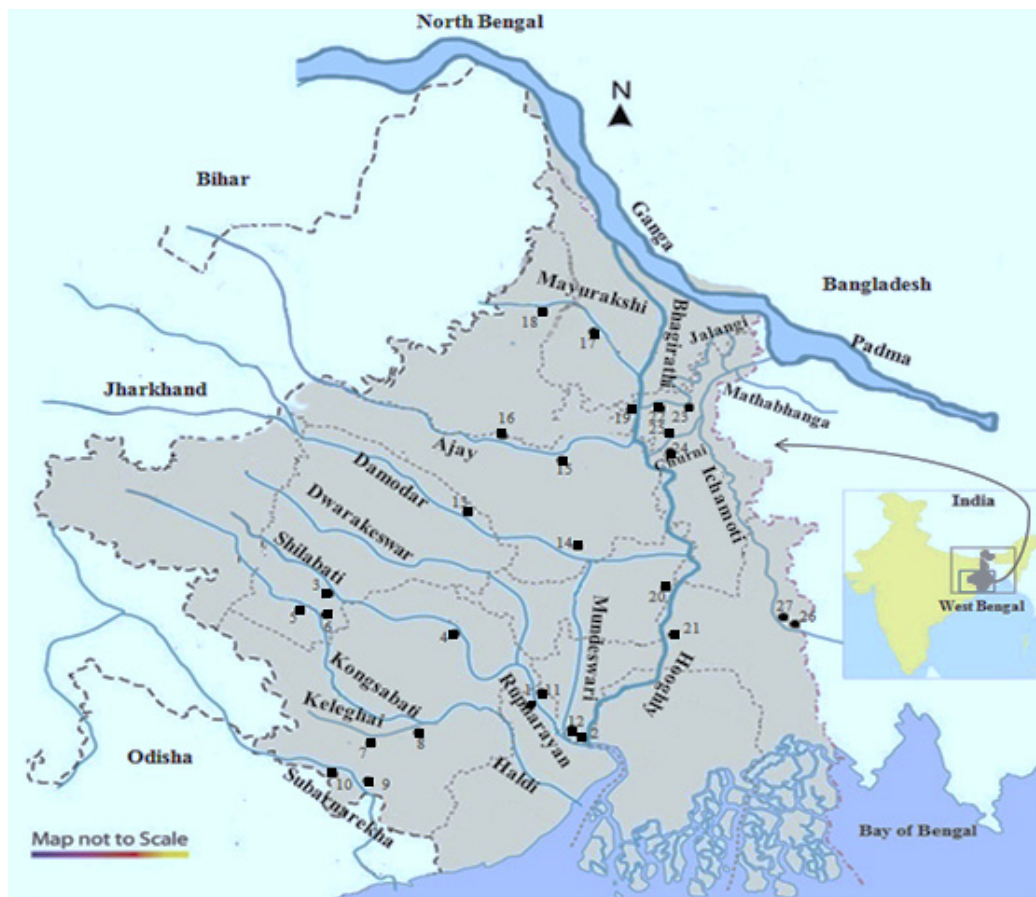 North Bengal
N
Bihar
Ganga
Bangladesh
Mayurakshi
Bhagirathi
Jalangi
Padma
18
17
Jharkhand
Mathabhanga
19
22
23
16
Ajay
25
24
Churni
15
India
Damodar
Ichamoti
13
Dwarakeswar
14
Shilabati
West Bengal
3
20
27
26
5
6
4
Mundeswari
21
Hooghly
Kongsabati
Rupnarayan
1
11
Keleghai
12
2
7
8
Odisha
Haldi
10
9
Subarnarekha
Map not to Scale
Bay of Bengal